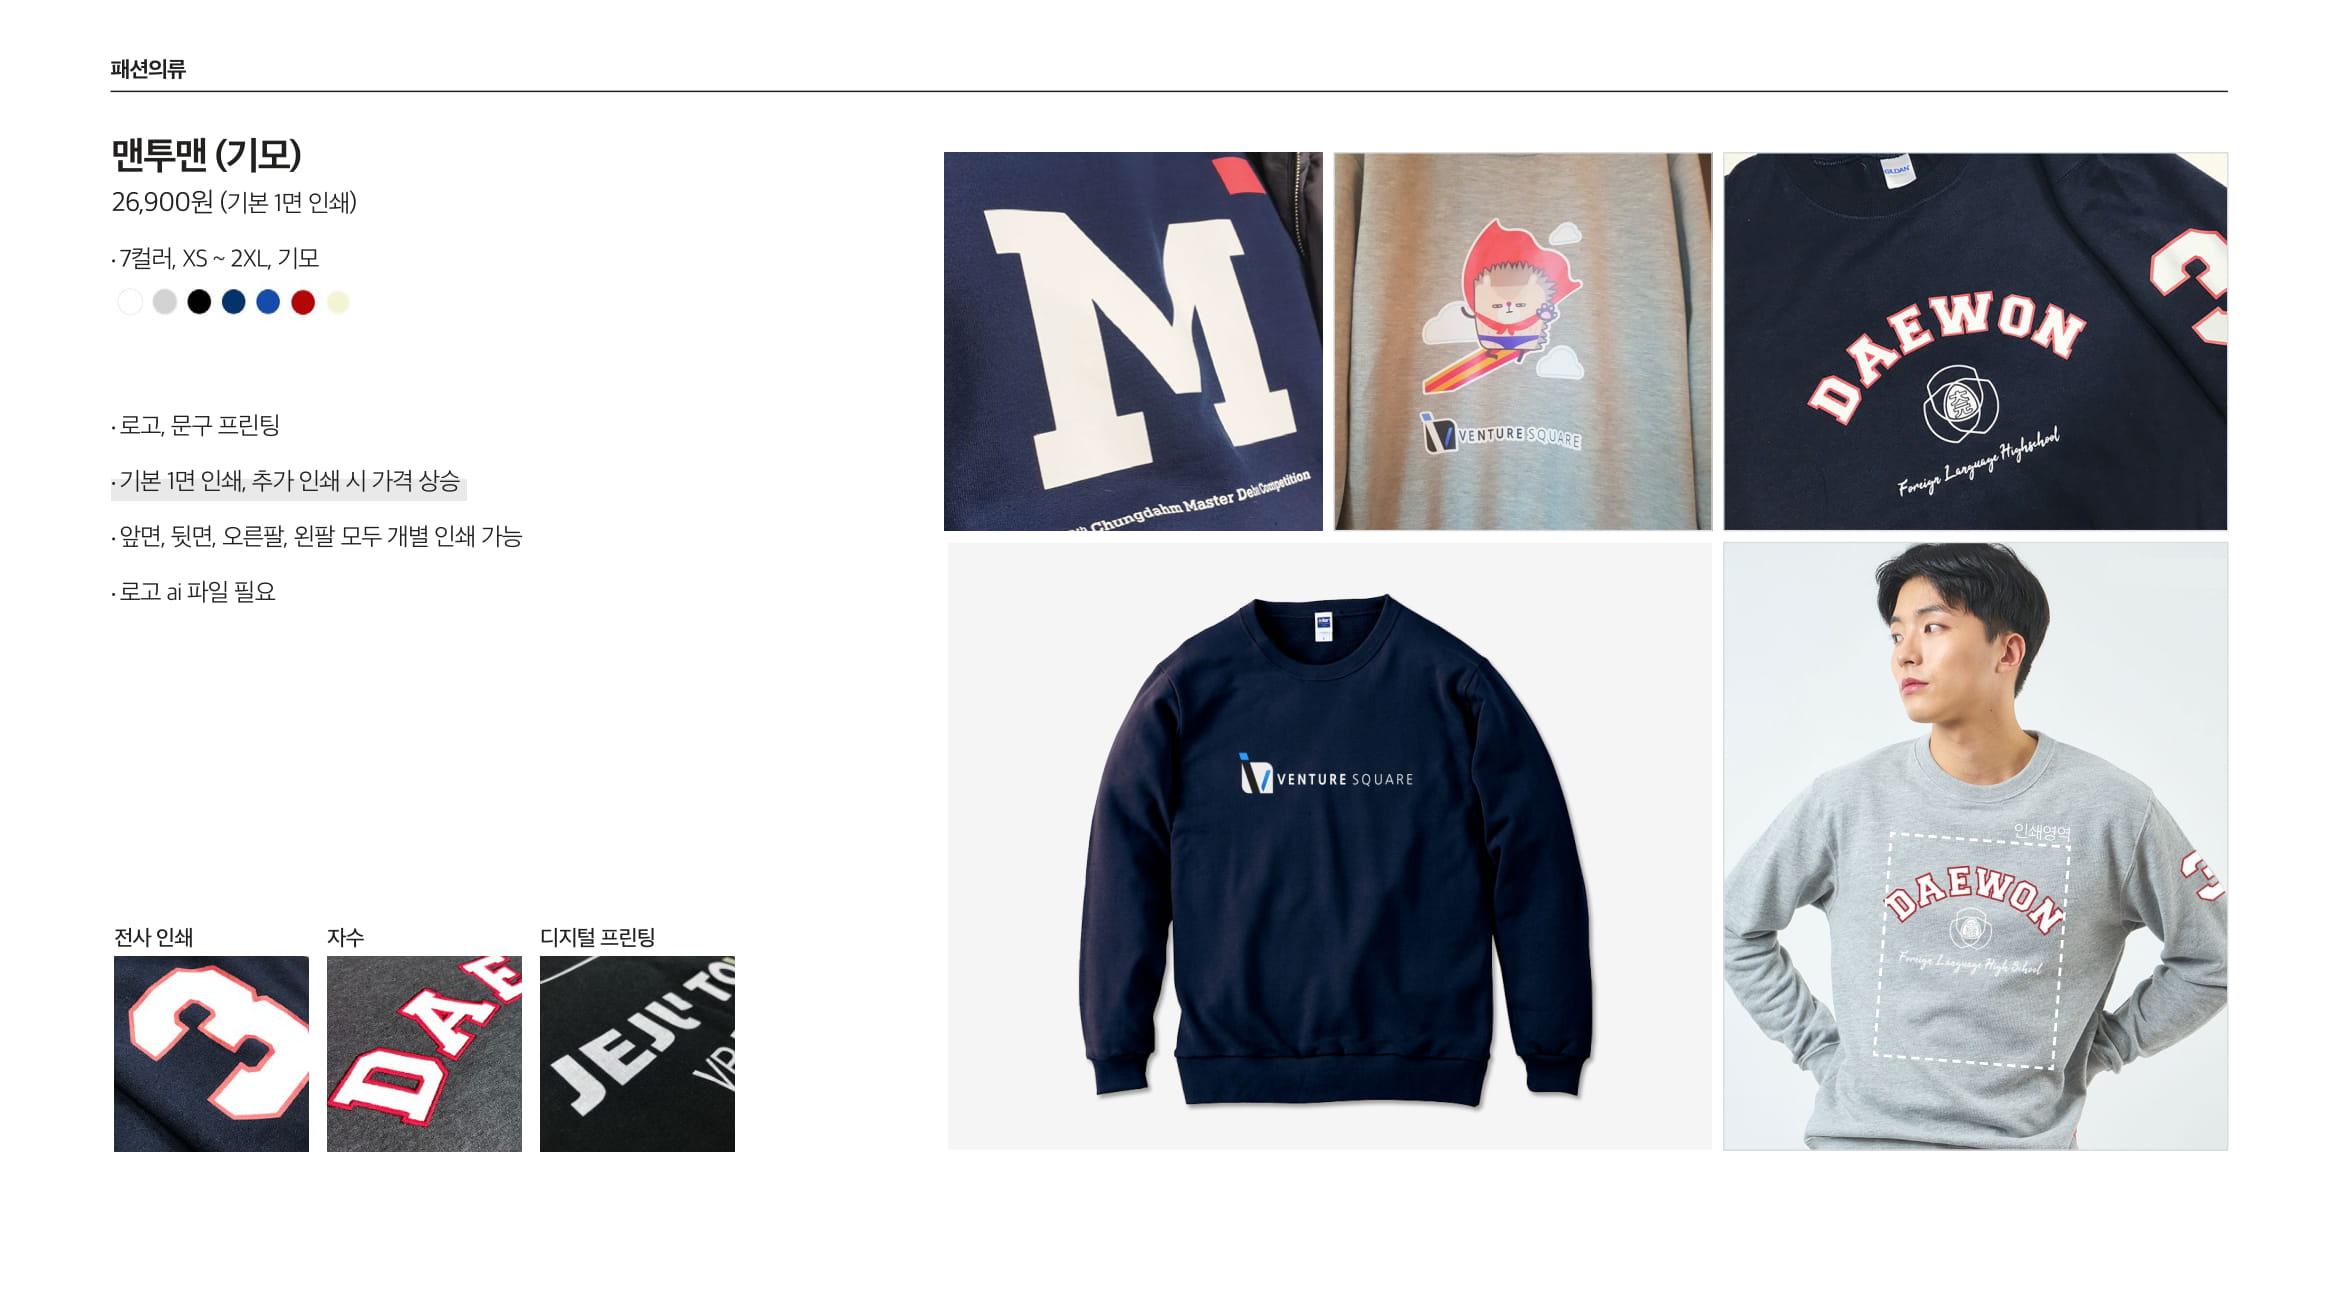 패션의류
맨투맨 (기모)
26,900원 (기본 1면 인쇄)
· 7컬러, XS ~ 2XL, 기모
· 로고, 문구 프린팅
· 기본 1면 인쇄, 추가 인쇄 시 가격 상승
· 앞면, 뒷면, 오른팔, 왼팔 모두 개별 인쇄 가능
· 로고 ai 파일 필요
전사 인쇄
자수
디지털 프린팅
3
DAE
JEJU TO
M
Chungdahm Master Debate Competition
VENTURE SQUARE
GILDAN
DAEWON
Foreign Language Highschool
3
VENTURE SQUARE
인쇄영역
DAEWON
Foreign Language High School
3